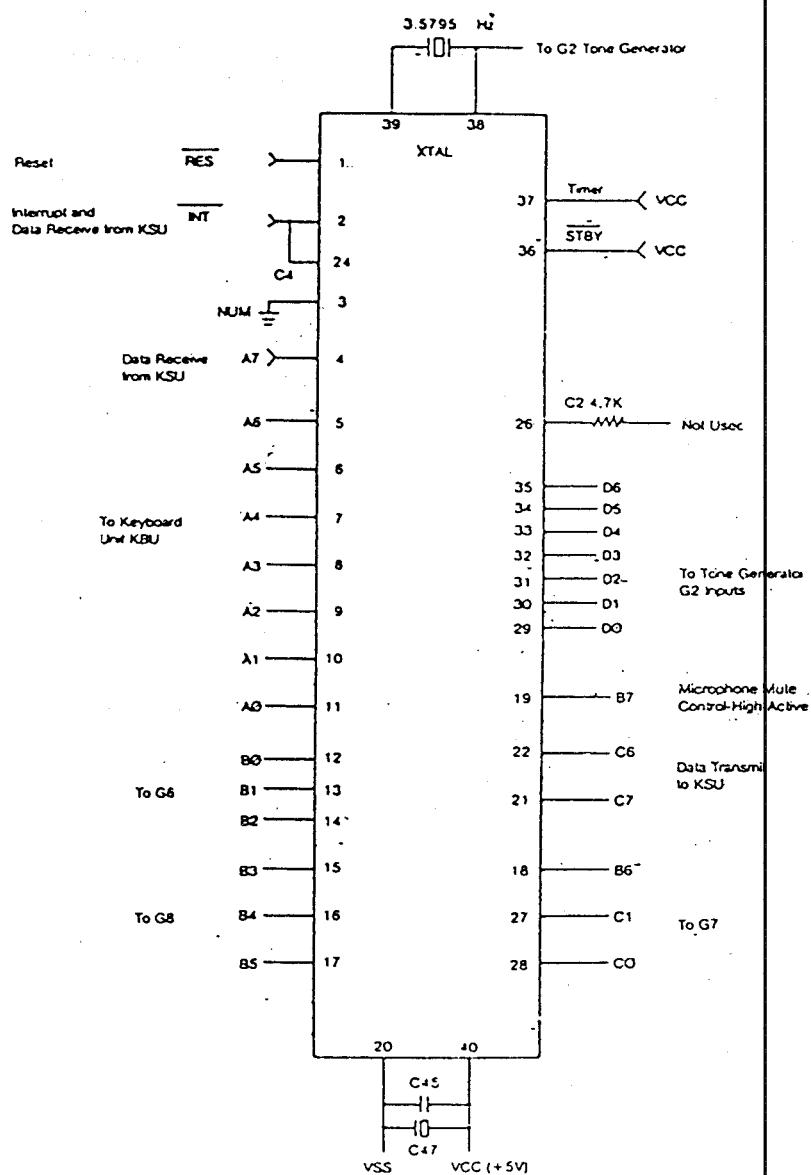 3.5795 Hz
To G2 Tone Generator
39 38
XTAL
Reset RES 1
37 Timer VCC
Interrupt and
Data Receive from KSU
INT 2
36 STBY VCC
C4 24
NUM 3
Data Receive
from KSU
A7 4
A6 5
26 C2 4.7K Not Used
A5 6
35 D6
34 D5
To Keyboard
Unit KBU
A4 7
33 D4
32 D3
A3 8
31 D2
To Tone Generator
G2 Inputs
A2 9
30 D1
29 D0
A1 10
19 B7
Microphone Mute
Control-High Active
A0 11
B0 12
22 C6
Data Transmi
to KSU
To G6
B1 13
21 C7
B2 14
B3 15
18 B6
To G8
B4 16
27 C1
To G7
B5 17
28 C0
20 40
C45
C47
VSS VCC (+5V)